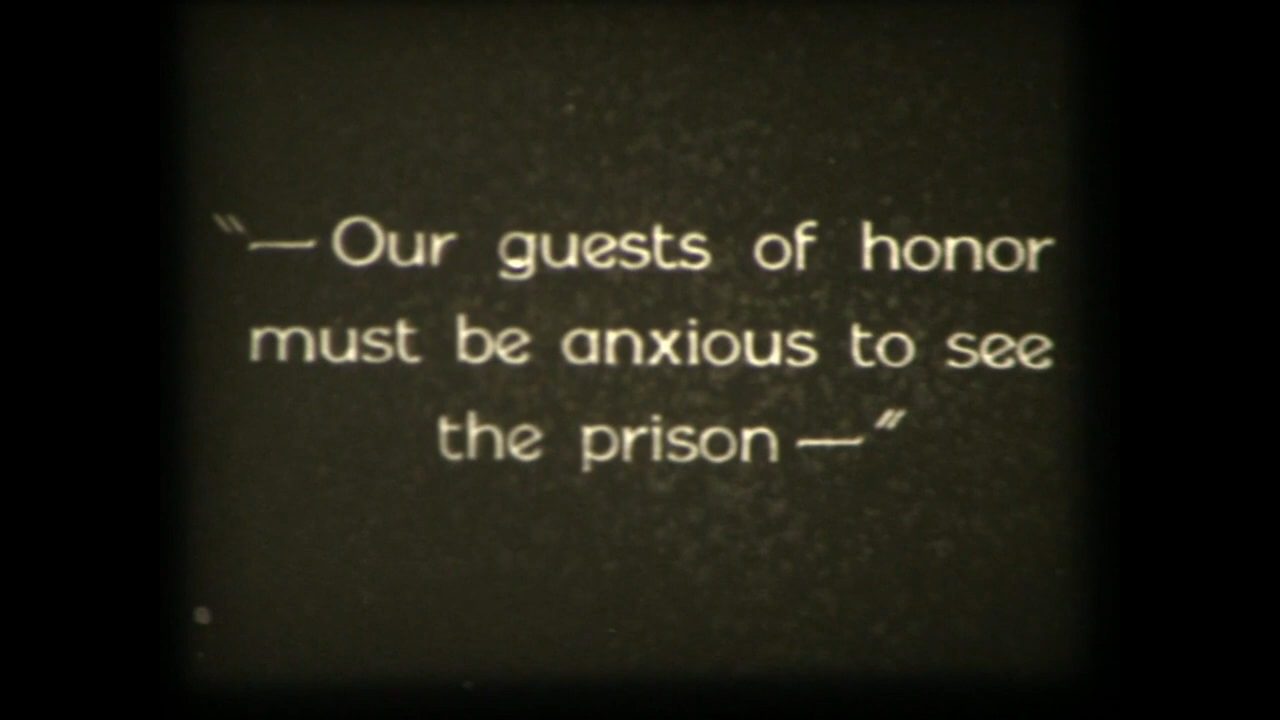 "—Our guests of honor
must be anxious to see
the prison—"